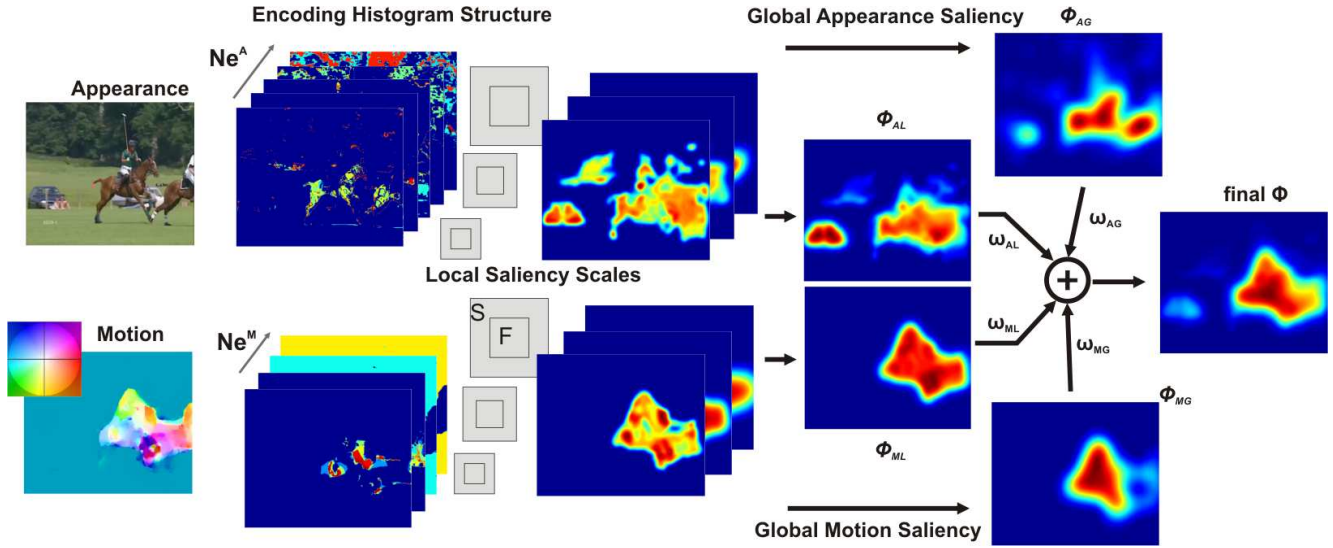 Encoding Histogram Structure
Global Appearance Saliency
Φ_AG
Ne^A
Appearance
Φ_AL
final Φ
ω_AG
ω_AL
Local Saliency Scales
S
F
Motion
Ne^M
ω_ML
ω_MG
Φ_MG
Φ_ML
Global Motion Saliency